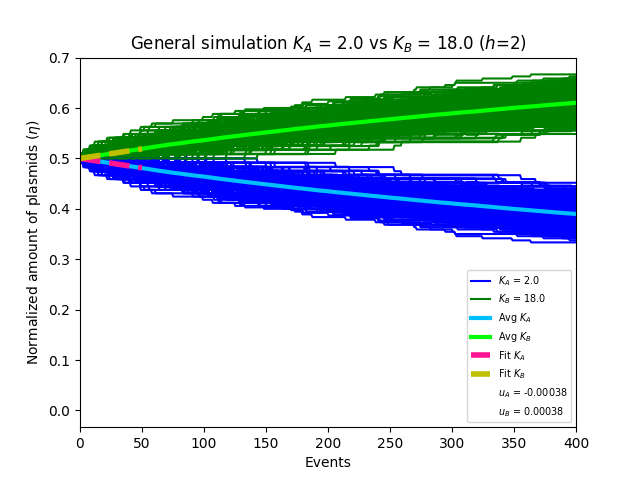 General simulation K_A = 2.0 vs K_B = 18.0 (h=2)
Normalized amount of plasmids (η)
0.7
0.6
0.5
0.4
0.3
0.2
0.1
0.0
0 50 100 150 200 250 300 350 400
Events
K_A = 2.0
K_B = 18.0
Avg K_A
Avg K_B
Fit K_A
Fit K_B
u_A = -0.00038
u_B = 0.00038